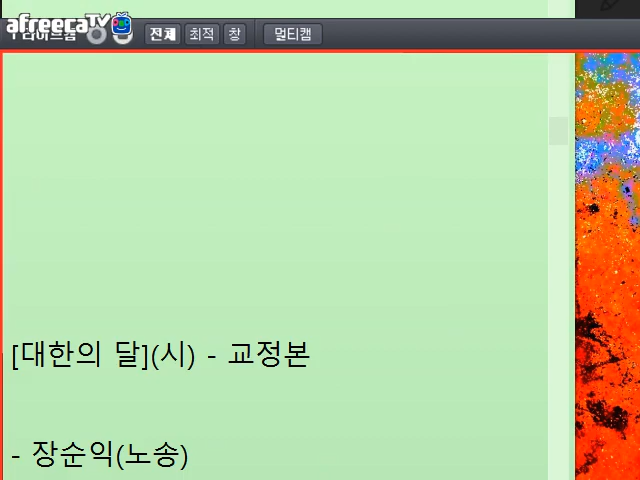 afreecaTV
전체 최적 창 멀티캠
[대한의 달](시) - 교정본
- 장순익(노송)